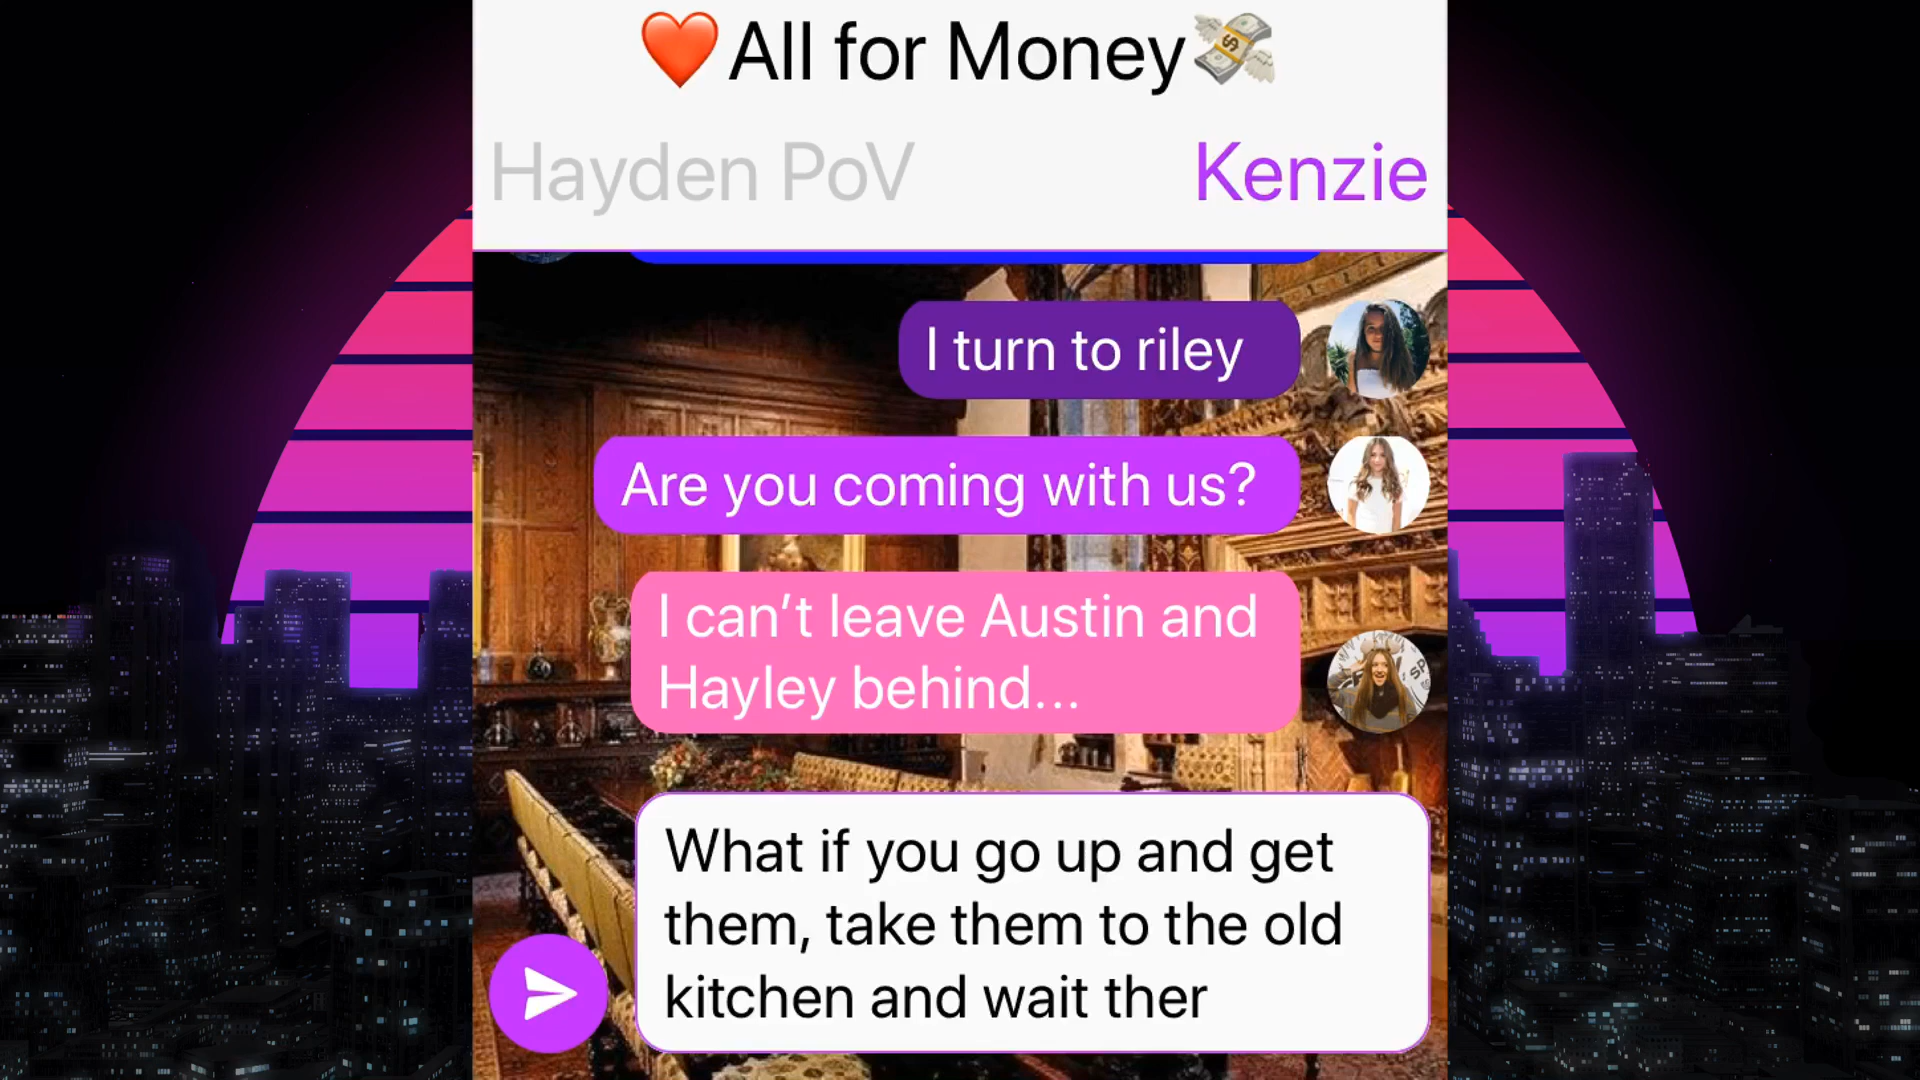 ❤️All for Money💸
Hayden PoV
Kenzie
I turn to riley
Are you coming with us?
I can't leave Austin and
Hayley behind...
What if you go up and get
them, take them to the old
kitchen and wait ther